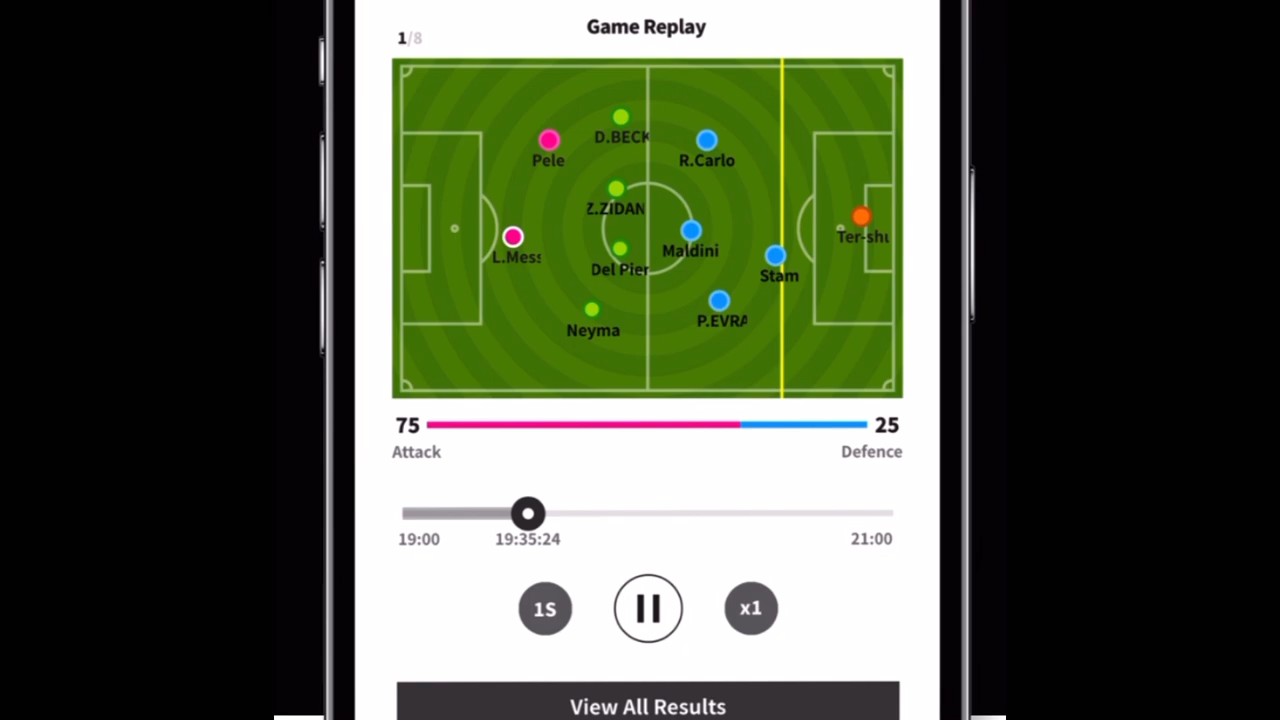 Game Replay
1/8
D.BECK
Pele
R.Carlo
Z.ZIDAN
Ter-shu
L.Mess
Maldini
Del Pier
Stam
P.EVRA
Neyma
75
25
Attack
Defence
19:00
19:35:24
21:00
1S
x1
View All Results